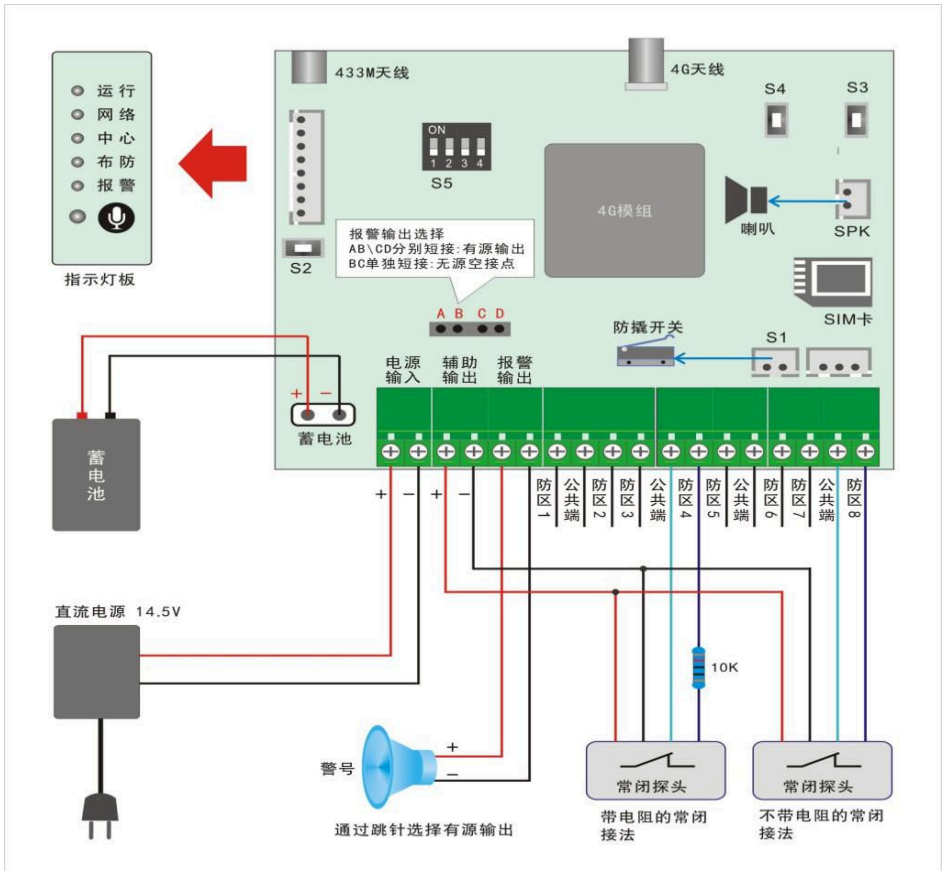 运行
网络
中心
布防
报警
指示灯板
433M天线
4G天线
S4
S3
ON
1 2 3 4
S5
4G模组
喇叭
SPK
S2
报警输出选择
AB\CD分别短接:有源输出
BC单独短接:无源空接点
A B C D
SIM卡
防撬开关
S1
电源
输入
辅助
输出
报警
输出
+ −
蓄电池
蓄电池
+ − + −
防区1
公共端
防区2
防区3
公共端
防区4
防区5
公共端
防区6
防区7
公共端
防区8
直流电源 14.5V
10K
警号
+
−
常闭探头
常闭探头
通过跳针选择有源输出
带电阻的常闭
接法
不带电阻的常闭
接法